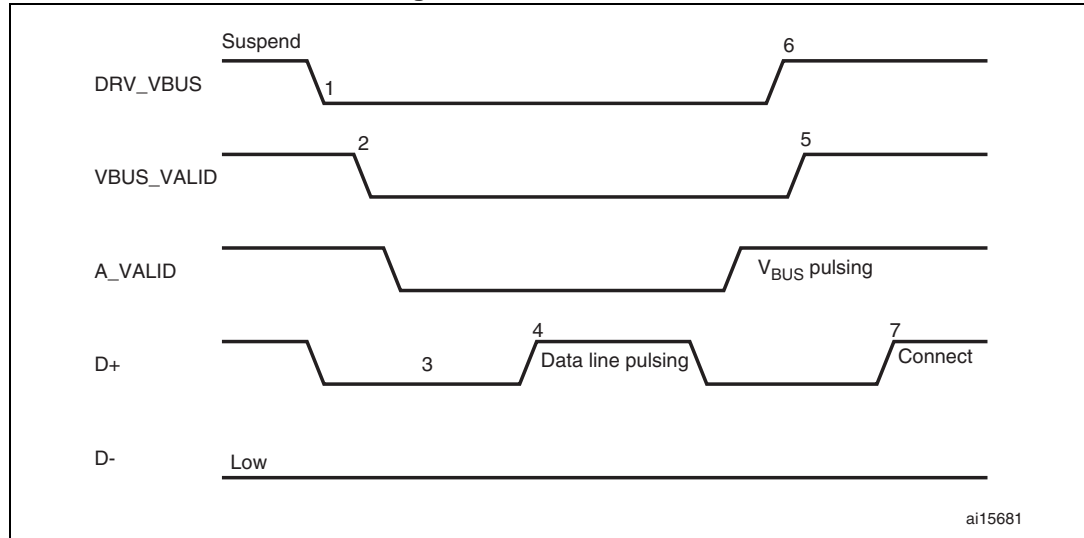 Suspend
6
DRV_VBUS
1
2
5
VBUS_VALID
A_VALID
VBUS pulsing
4
7
D+
3
Data line pulsing
Connect
D-
Low
ai15681